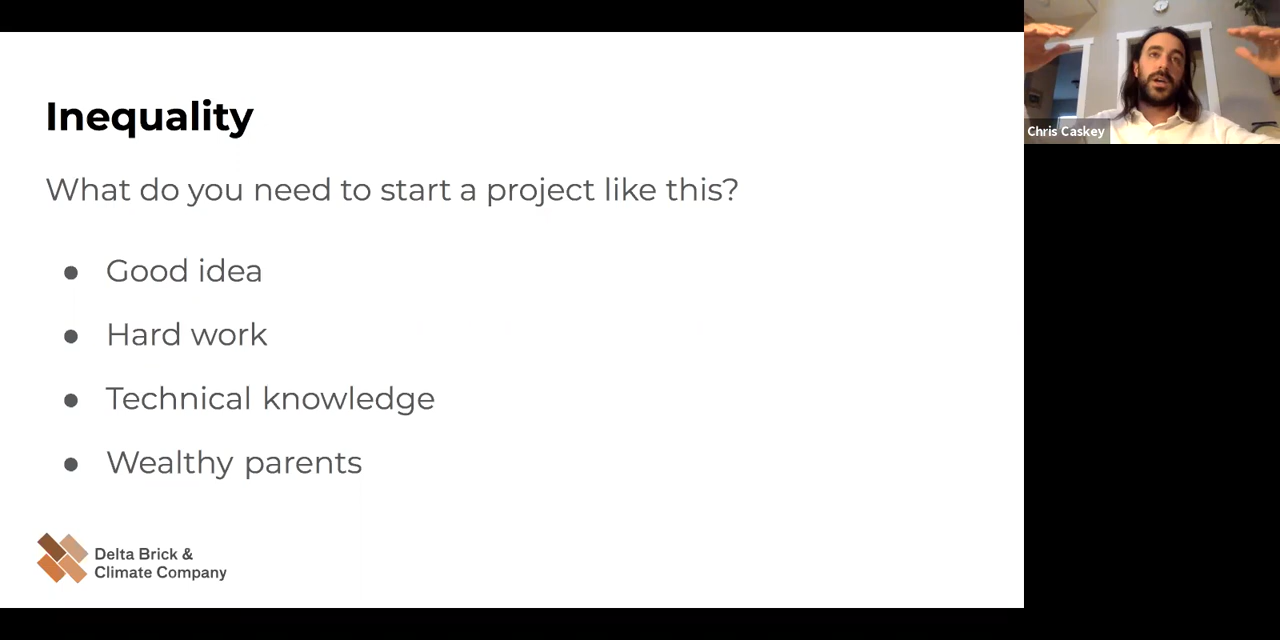 Inequality
What do you need to start a project like this?
● Good idea
● Hard work
● Technical knowledge
● Wealthy parents
Delta Brick &
Climate Company
Chris Caskey